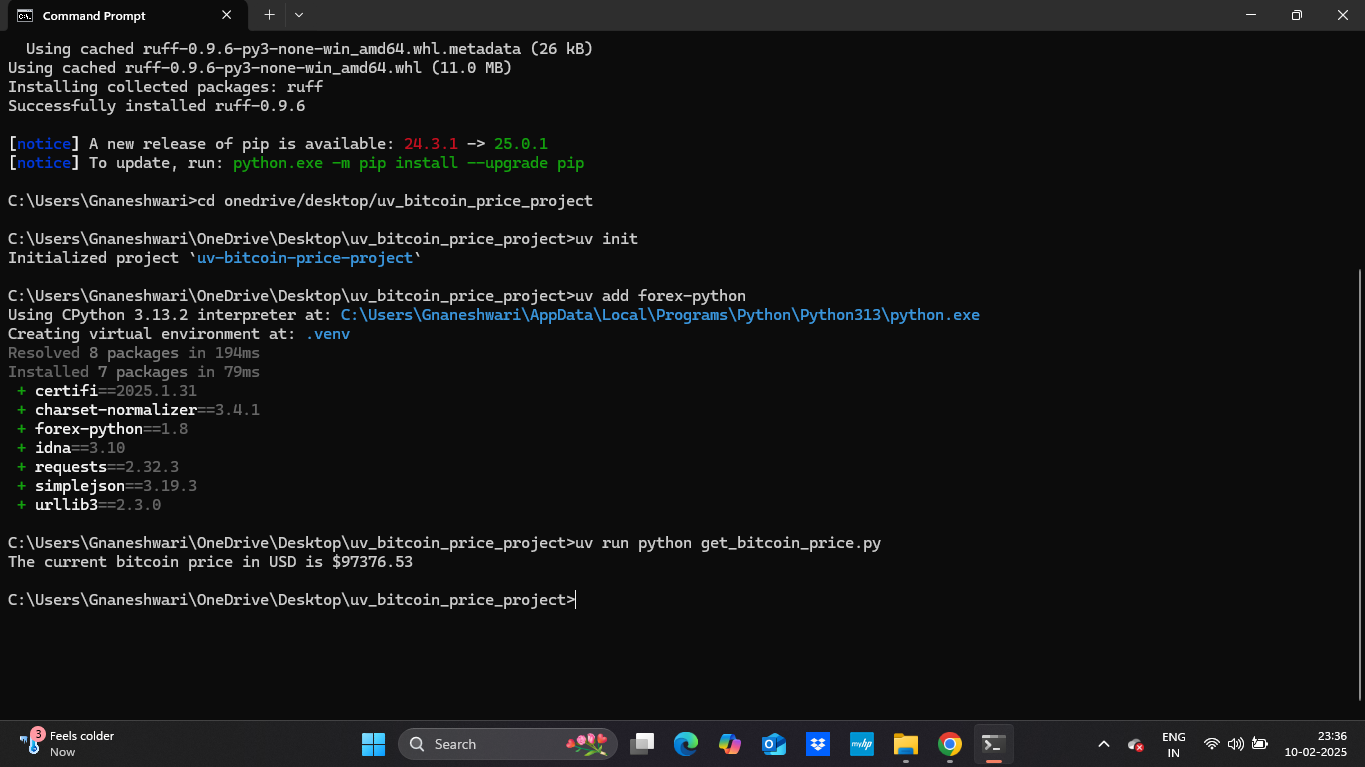 Command Prompt
Using cached ruff-0.9.6-py3-none-win_amd64.whl.metadata (26 kB)
Using cached ruff-0.9.6-py3-none-win_amd64.whl (11.0 MB)
Installing collected packages: ruff
Successfully installed ruff-0.9.6
[notice] A new release of pip is available: 24.3.1 -> 25.0.1
[notice] To update, run: python.exe -m pip install --upgrade pip
C:\Users\Gnaneshwari>cd onedrive/desktop/uv_bitcoin_price_project
C:\Users\Gnaneshwari\OneDrive\Desktop\uv_bitcoin_price_project>uv init
Initialized project `uv-bitcoin-price-project`
C:\Users\Gnaneshwari\OneDrive\Desktop\uv_bitcoin_price_project>uv add forex-python
Using CPython 3.13.2 interpreter at: C:\Users\Gnaneshwari\AppData\Local\Programs\Python\Python313\python.exe
Creating virtual environment at: .venv
Resolved 8 packages in 194ms
Installed 7 packages in 79ms
+ certifi==2025.1.31
+ charset-normalizer==3.4.1
+ forex-python==1.8
+ idna==3.10
+ requests==2.32.3
+ simplejson==3.19.3
+ urllib3==2.3.0
C:\Users\Gnaneshwari\OneDrive\Desktop\uv_bitcoin_price_project>uv run python get_bitcoin_price.py
The current bitcoin price in USD is $97376.53
C:\Users\Gnaneshwari\OneDrive\Desktop\uv_bitcoin_price_project>
3
Feels colder
Now
Search
myhp
ENG
IN
23:36
10-02-2025